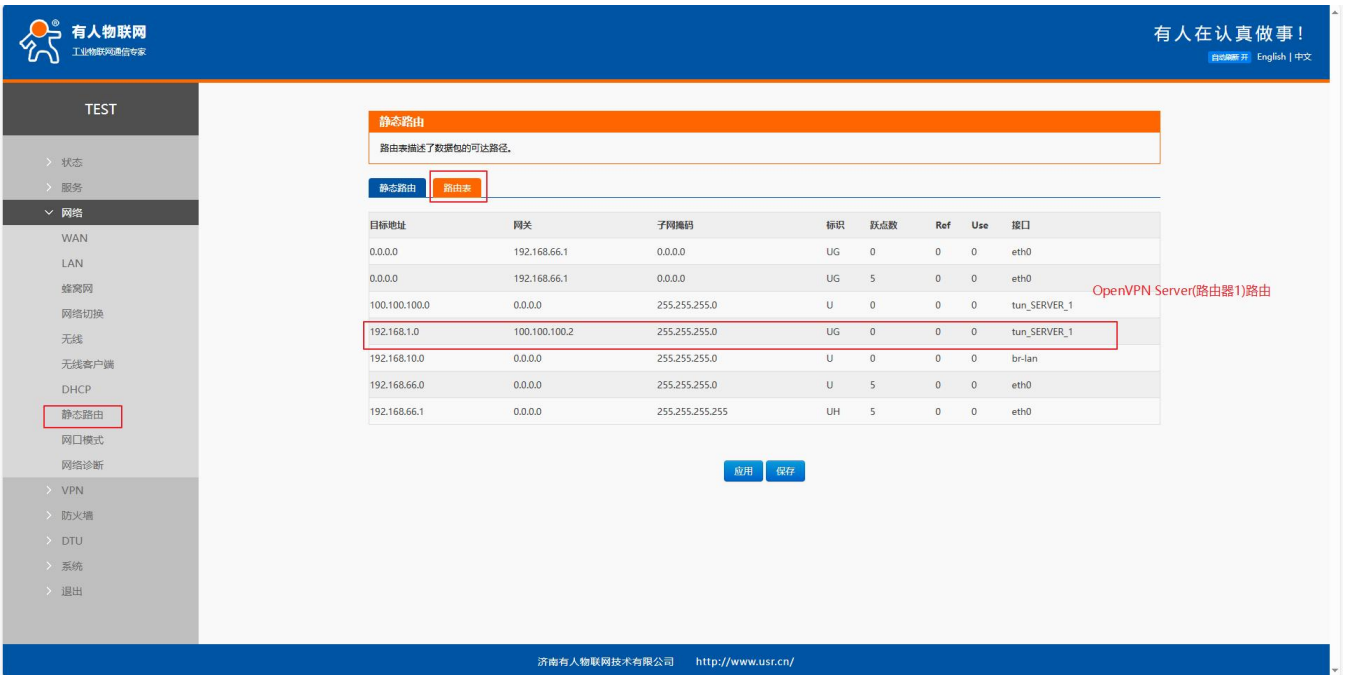 有人物联网
工业物联网通信专家
有人在认真做事！
自动刷新 开 English | 中文
TEST
状态
服务
网络
WAN
LAN
蜂窝网
网络切换
无线
无线客户端
DHCP
静态路由
网口模式
网络诊断
VPN
防火墙
DTU
系统
退出
静态路由
路由表描述了数据包的可达路径。
静态路由 路由表
目标地址 网关 子网掩码 标识 跃点数 Ref Use 接口
0.0.0.0 192.168.66.1 0.0.0.0 UG 0 0 0 eth0
0.0.0.0 192.168.66.1 0.0.0.0 UG 5 0 0 eth0
OpenVPN Server(路由器1)路由
100.100.100.0 0.0.0.0 255.255.255.0 U 0 0 0 tun_SERVER_1
192.168.1.0 100.100.100.2 255.255.255.0 UG 0 0 0 tun_SERVER_1
192.168.10.0 0.0.0.0 255.255.255.0 U 0 0 0 br-lan
192.168.66.0 0.0.0.0 255.255.255.0 U 5 0 0 eth0
192.168.66.1 0.0.0.0 255.255.255.255 UH 5 0 0 eth0
应用 保存
济南有人物联网技术有限公司 http://www.usr.cn/